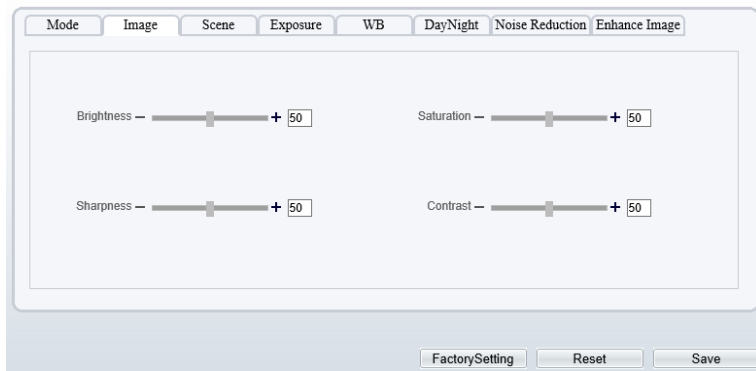 Mode Image Scene Exposure WB DayNight Noise Reduction Enhance Image
Brightness − + 50 Saturation − + 50
Sharpness − + 50 Contrast − + 50
FactorySetting Reset Save